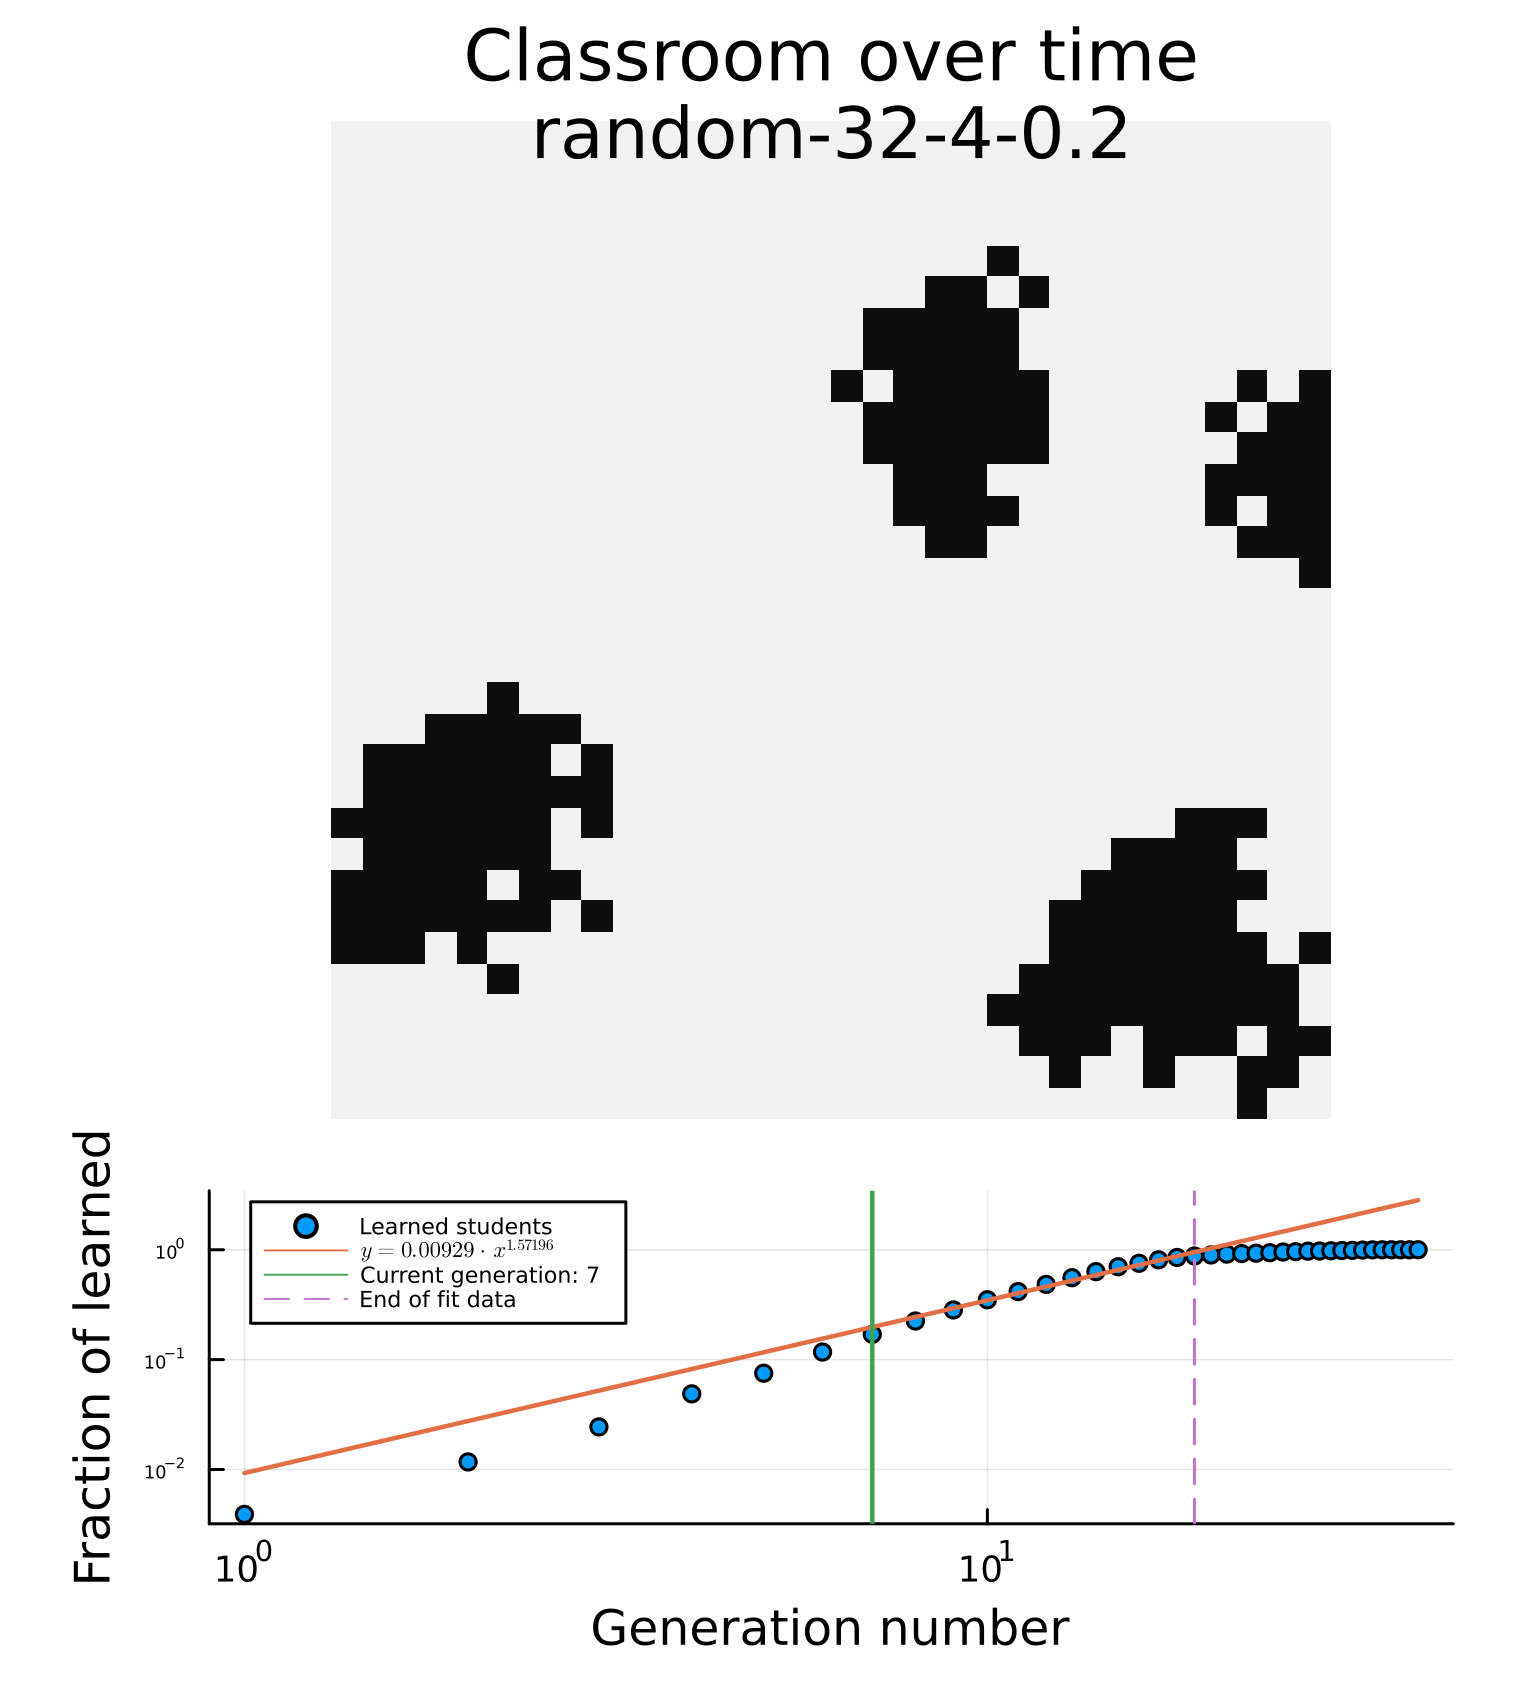 Classroom over time
random-32-4-0.2
Fraction of learned
Learned students
y = 0.00929 · x^1.57196
Current generation: 7
End of fit data
10^0
10^-1
10^-2
10^0
10^1
Generation number